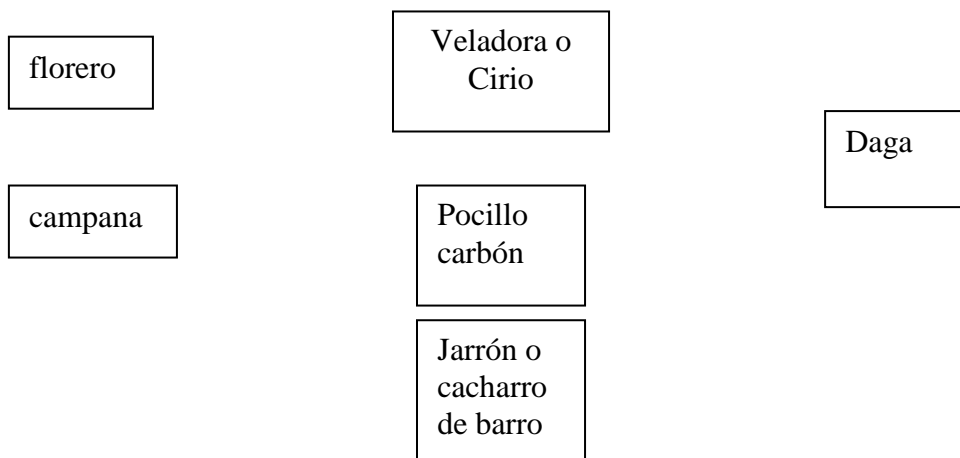 florero
Veladora o
Cirio
Daga
campana
Pocillo
carbón
Jarrón o
cacharro
de barro